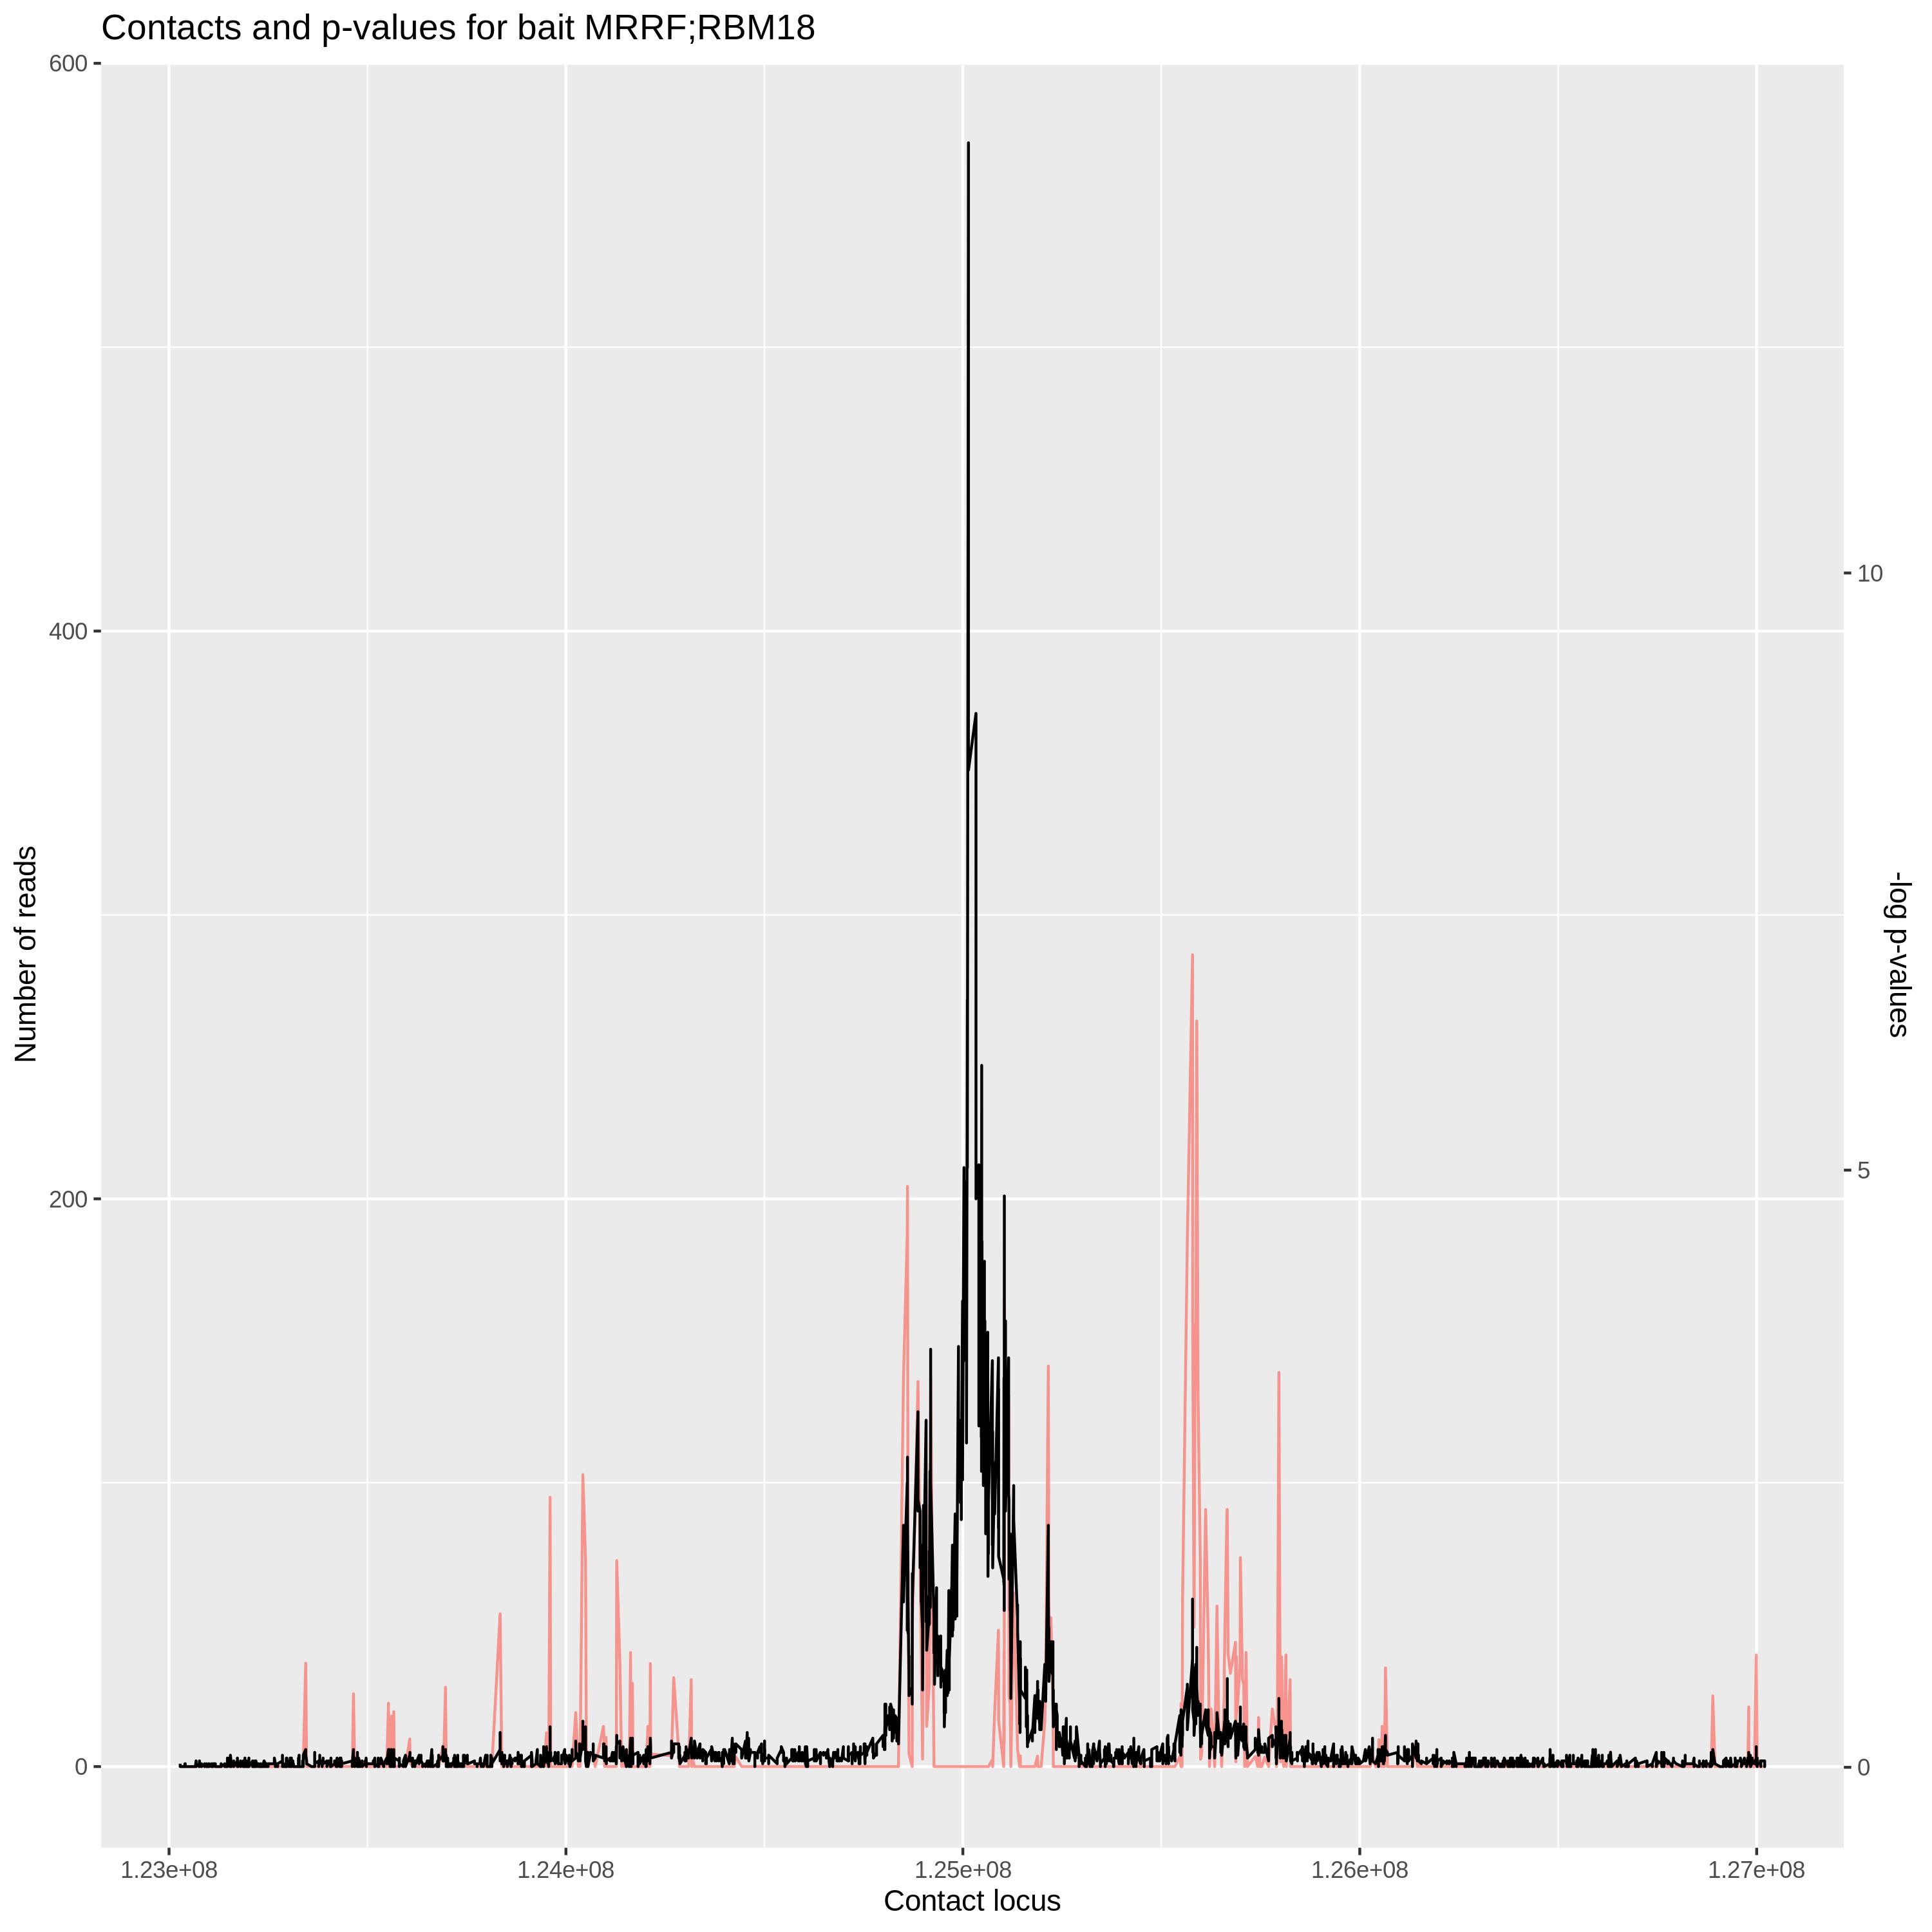 Contacts and p-values for bait MRRF;RBM18
600
400
200
0
Number of reads
10
5
0
-log p-values
1.23e+08
1.24e+08
1.25e+08
1.26e+08
1.27e+08
Contact locus